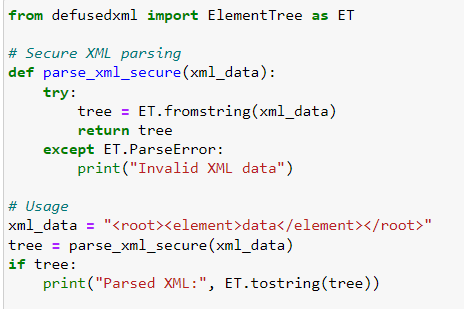 from defusedxml import ElementTree as ET

# Secure XML parsing
def parse_xml_secure(xml_data):
    try:
        tree = ET.fromstring(xml_data)
        return tree
    except ET.ParseError:
        print("Invalid XML data")

# Usage
xml_data = "<root><element>data</element></root>"
tree = parse_xml_secure(xml_data)
if tree:
    print("Parsed XML:", ET.tostring(tree))